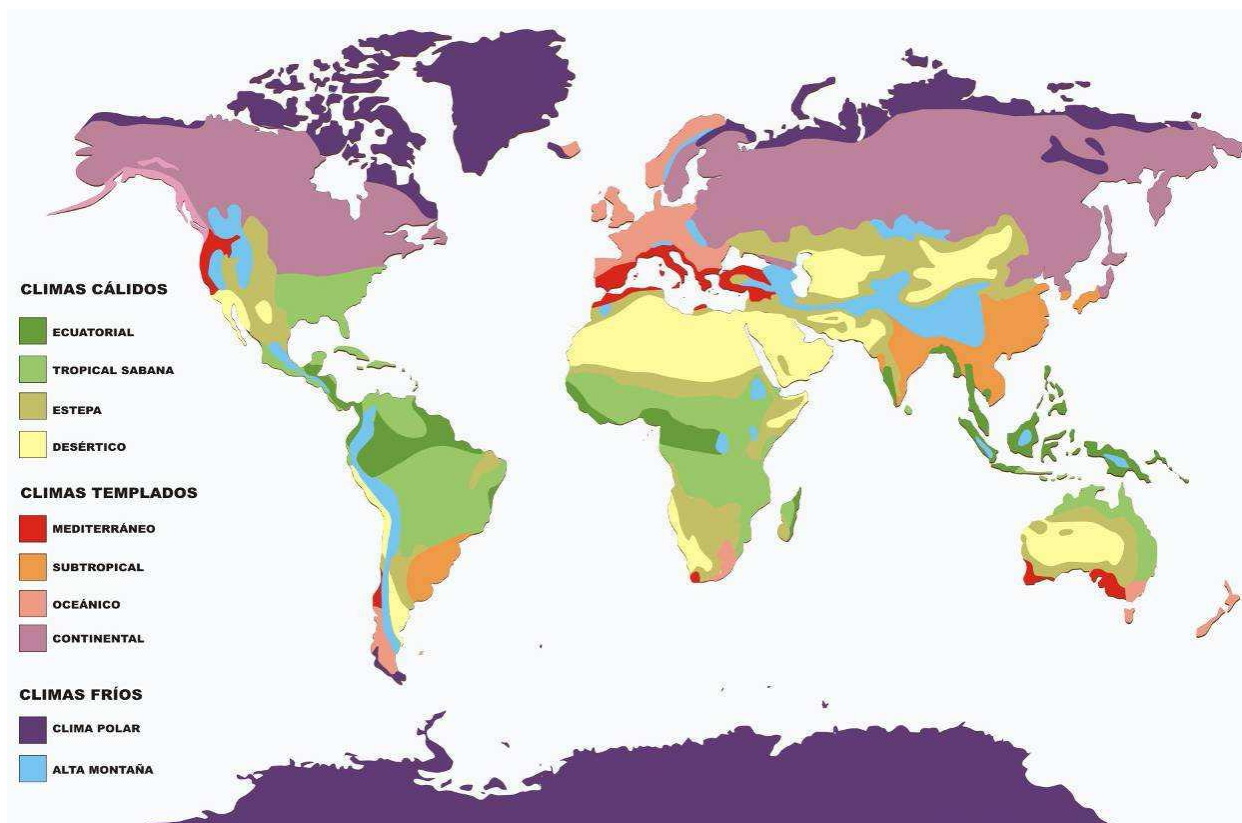 CLIMAS CÁLIDOS
ECUATORIAL
TROPICAL SABANA
ESTEPA
DESÉRTICO
CLIMAS TEMPLADOS
MEDITERRÁNEO
SUBTROPICAL
OCEÁNICO
CONTINENTAL
CLIMAS FRÍOS
CLIMA POLAR
ALTA MONTAÑA